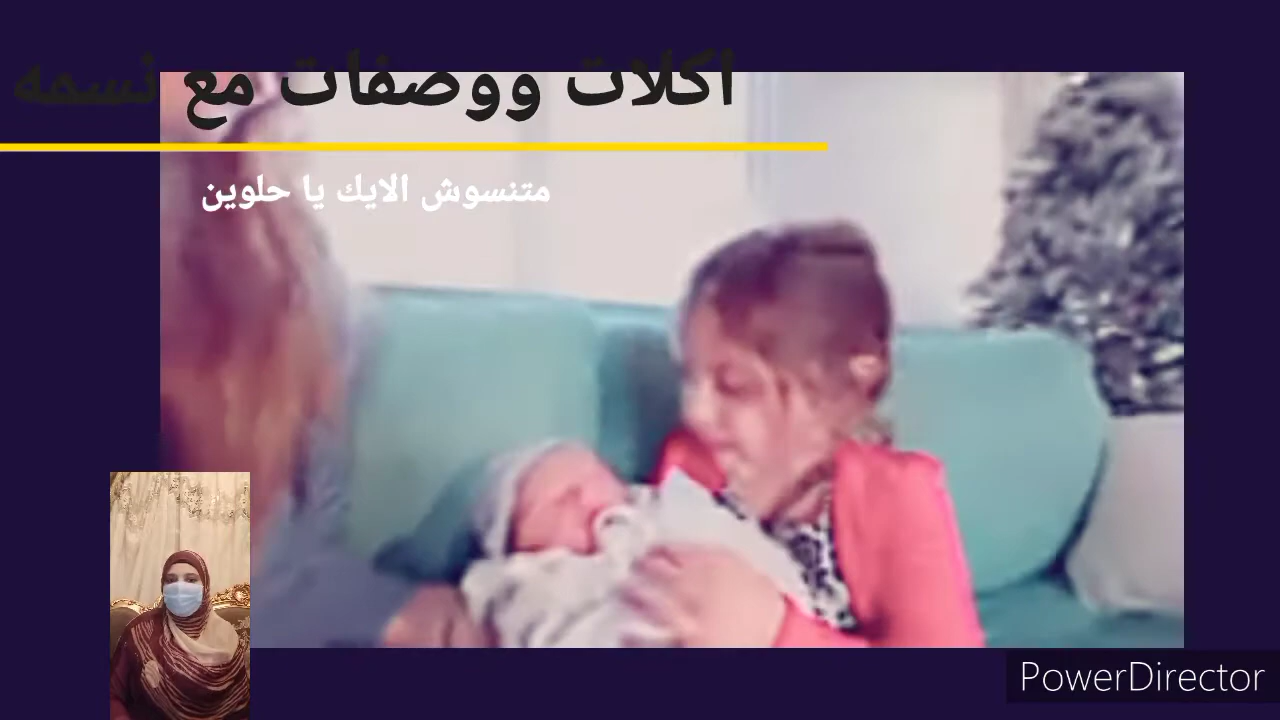 اكلات ووصفات مع نسمه
متنسوش الايك يا حلوين
PowerDirector